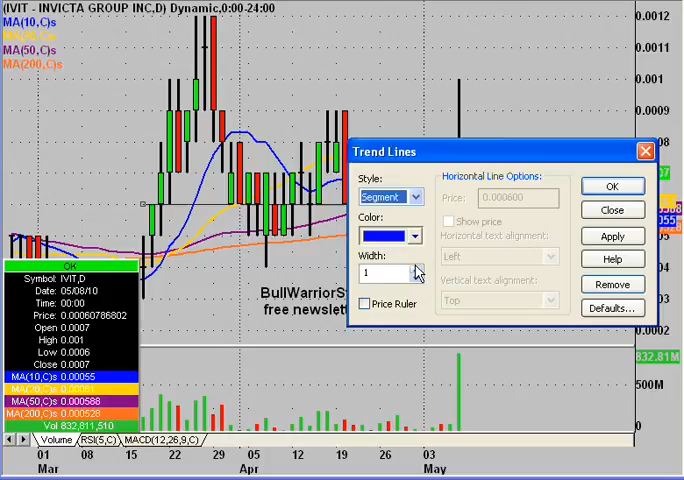 (IVIT - INVICTA GROUP INC,D) Dynamic,0:00-24:00
MA(10,C)s
MA(20,C)s
MA(50,C)s
MA(200,C)s
0.0012
0.0011
0.001
0.0009
0.0002
Trend Lines
Style:
Segment
Color:
Width:
1
Price Ruler
Horizontal Line Options:
Price:
0.000600
Show price
Horizontal text alignment:
Left
Vertical text alignment:
Top
OK
Close
Apply
Help
Remove
Defaults...
BullWarriorS
free newslett
OK
Symbol: IVIT,D
Date: 05/08/10
Time: 00:00
Price: 0.00060786802
Open 0.0007
High 0.001
Low 0.0006
Close 0.0007
MA(10,C)s 0.00055
MA(50,C)s 0.000588
MA(200,C)s 0.000528
Vol 832,811,510
832.81M
500M
0
Volume RSI(5,C) MACD(12,26,9,C)
01 08 15 22 05 12 19 26 03
Mar Apr May